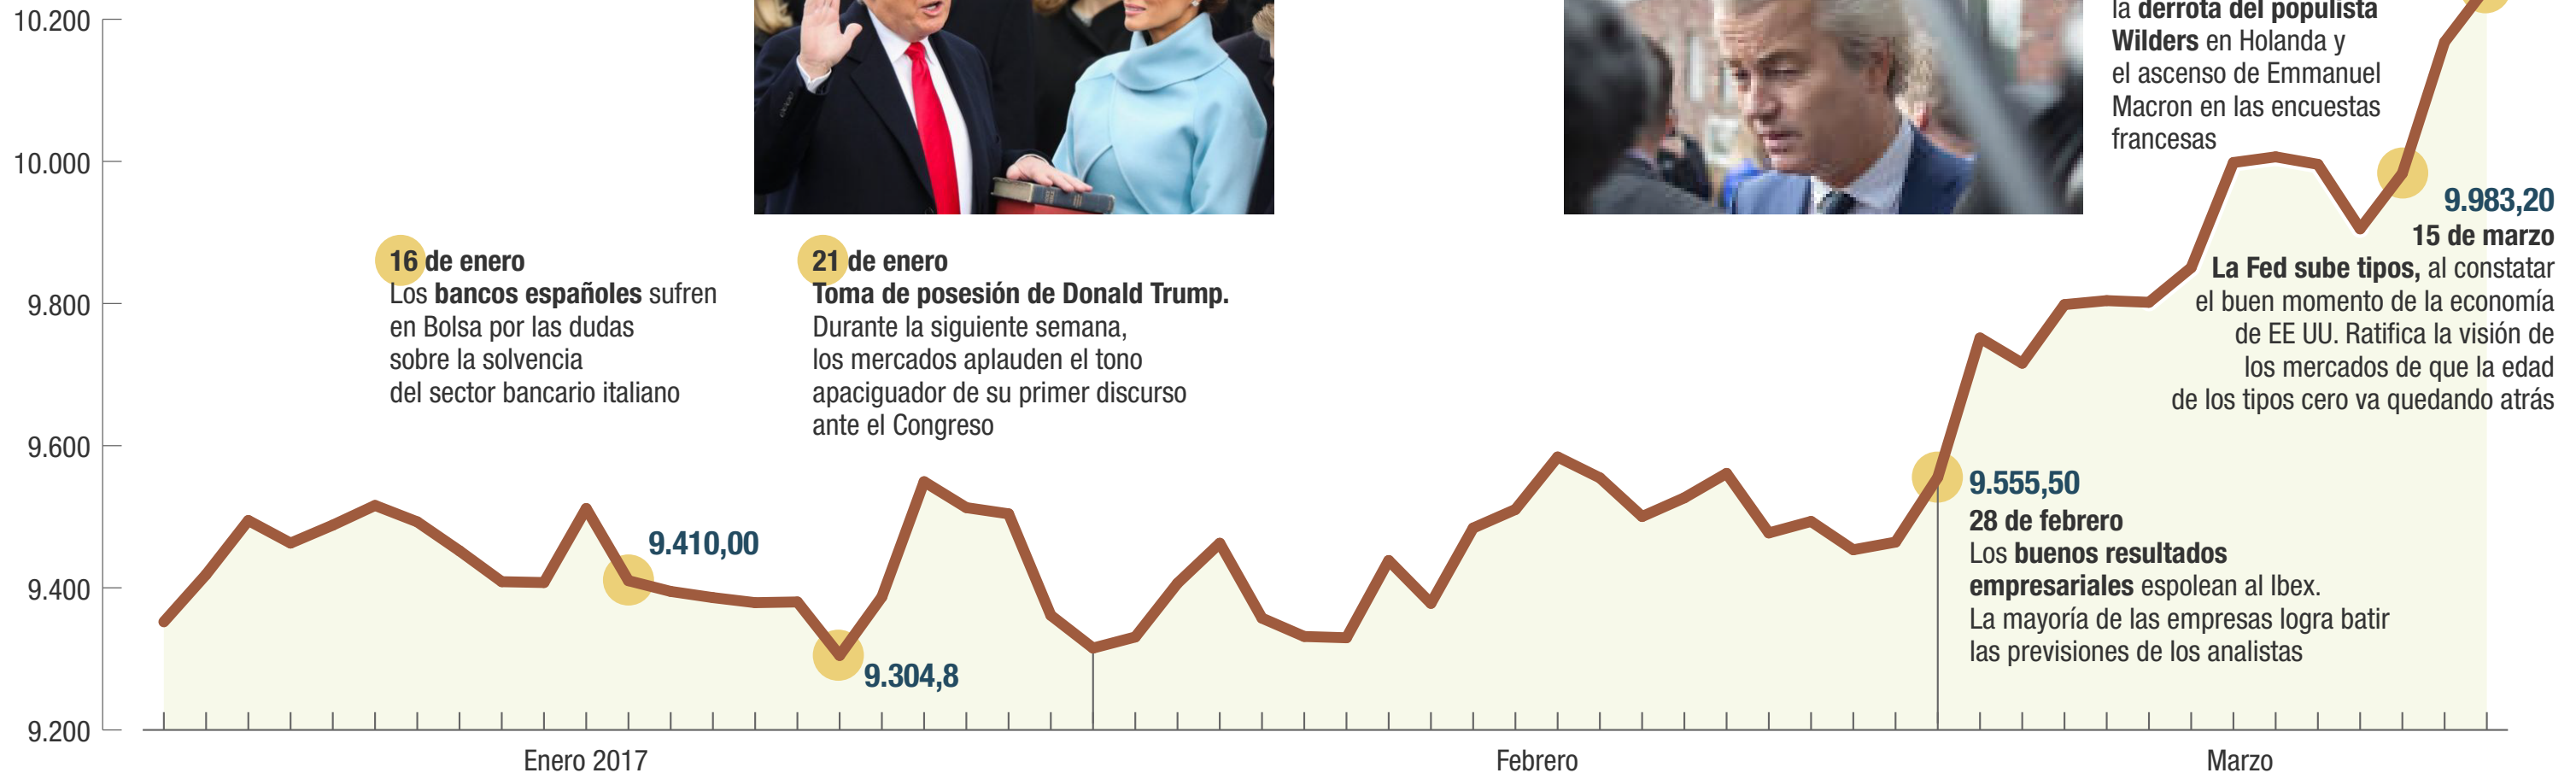 10.200
10.000
9.800
9.600
9.400
9.200
16 de enero
Los bancos españoles sufren
en Bolsa por las dudas
sobre la solvencia
del sector bancario italiano
21 de enero
Toma de posesión de Donald Trump.
Durante la siguiente semana,
los mercados aplauden el tono
apaciguador de su primer discurso
ante el Congreso
la derrota del populista
Wilders en Holanda y
el ascenso de Emmanuel
Macron en las encuestas
francesas
9.983,20
15 de marzo
La Fed sube tipos, al constatar
el buen momento de la economía
de EE UU. Ratifica la visión de
los mercados de que la edad
de los tipos cero va quedando atrás
9.410,00
9.304,8
9.555,50
28 de febrero
Los buenos resultados
empresariales espolean al Ibex.
La mayoría de las empresas logra batir
las previsiones de los analistas
Enero 2017
Febrero
Marzo